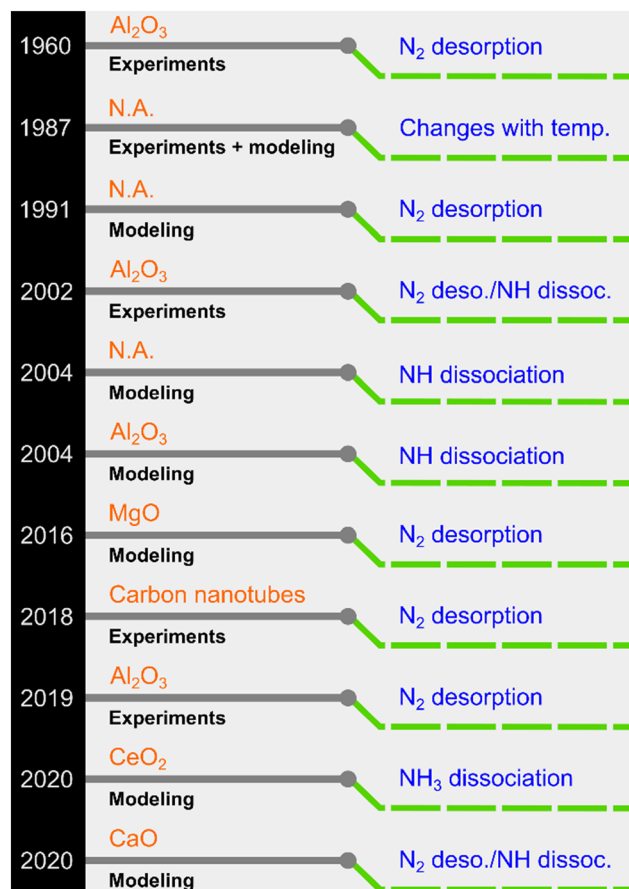 1960
Al₂O₃
Experiments
N₂ desorption
1987
N.A.
Experiments + modeling
Changes with temp.
1991
N.A.
Modeling
N₂ desorption
2002
Al₂O₃
Experiments
N₂ deso./NH dissoc.
2004
N.A.
Modeling
NH dissociation
2004
Al₂O₃
Modeling
NH dissociation
2016
MgO
Modeling
N₂ desorption
2018
Carbon nanotubes
Experiments
N₂ desorption
2019
Al₂O₃
Experiments
N₂ desorption
2020
CeO₂
Modeling
NH₃ dissociation
2020
CaO
Modeling
N₂ deso./NH dissoc.